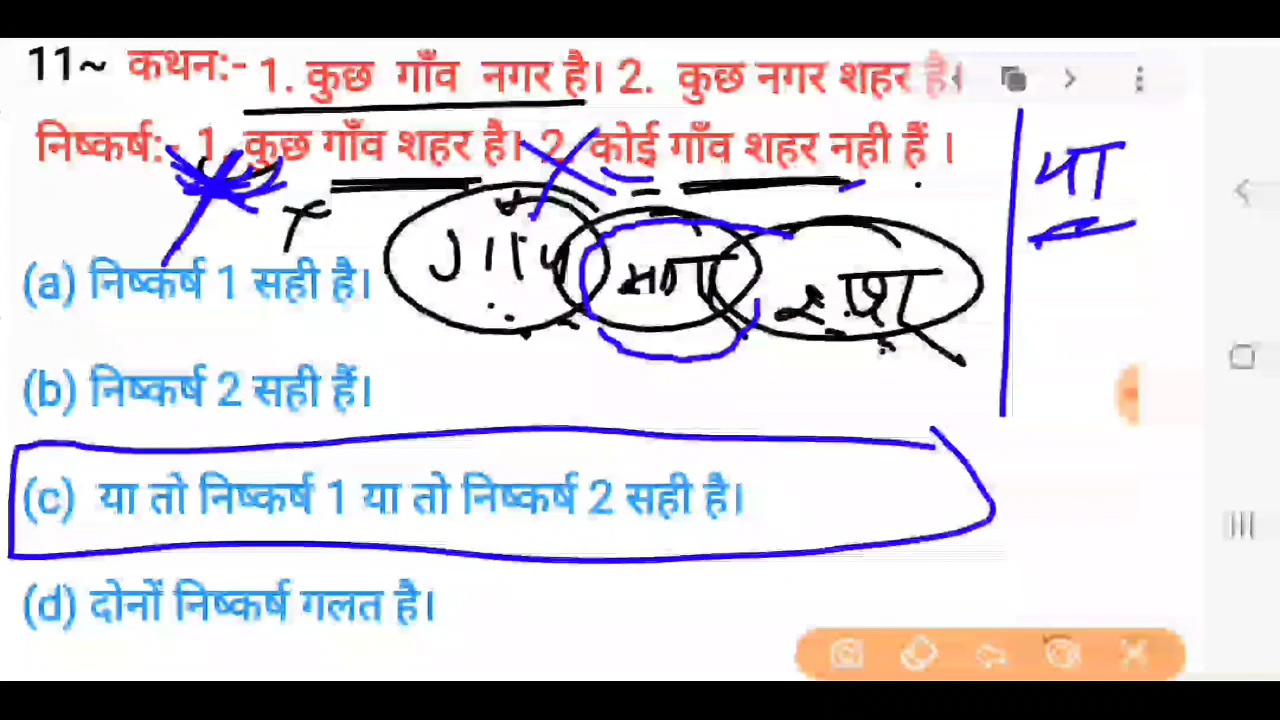 11~ कथन:- 1. कुछ गाँव नगर है। 2. कुछ नगर शहर है।
निष्कर्ष:- 1. कुछ गाँव शहर है। 2. कोई गाँव शहर नही हैं ।
या
(a) निष्कर्ष 1 सही है।
(b) निष्कर्ष 2 सही हैं।
(c) या तो निष्कर्ष 1 या तो निष्कर्ष 2 सही है।
(d) दोनों निष्कर्ष गलत है।